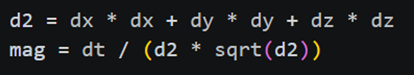 d2 = dx * dx + dy * dy + dz * dz
mag = dt / (d2 * sqrt(d2))